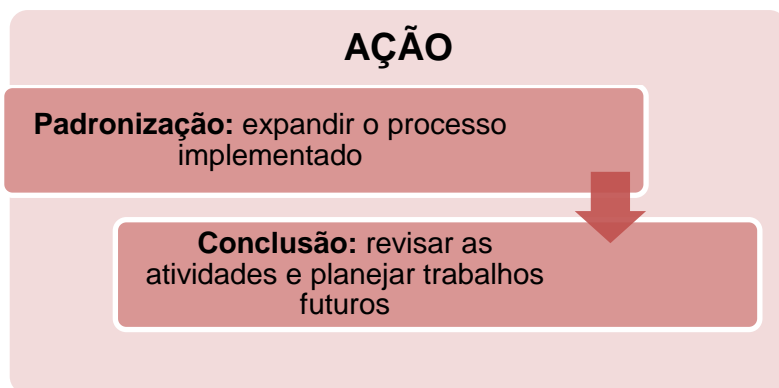 AÇÃO
Padronização: expandir o processo
implementado
Conclusão: revisar as
atividades e planejar trabalhos
futuros